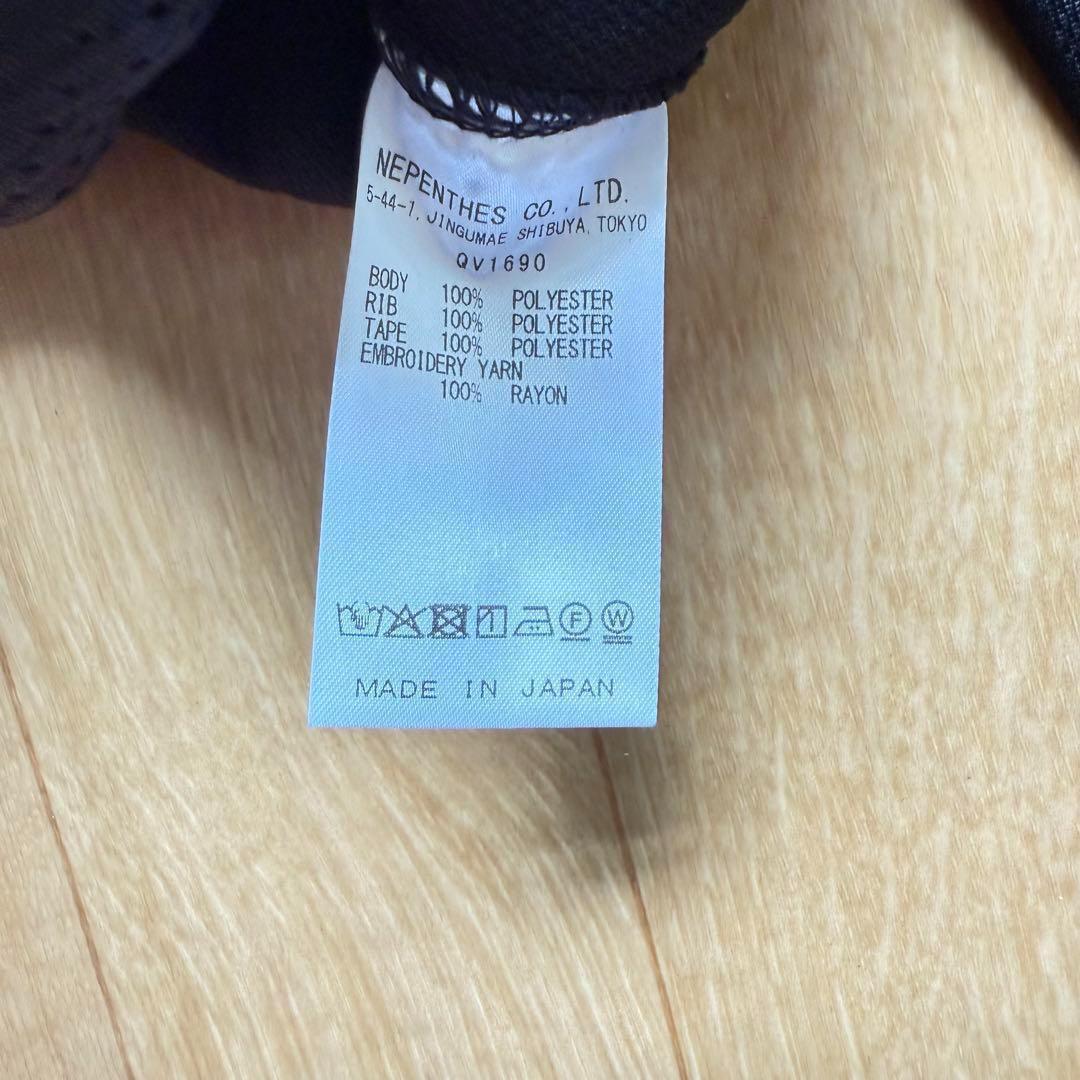 NEPENTHES CO.,LTD.
5-44-1, JINGUMAE SHIBUYA, TOKYO
QV1690
BODY 100% POLYESTER
RIB 100% POLYESTER
TAPE 100% POLYESTER
EMBROIDERY YARN
100% RAYON
F W
MADE IN JAPAN